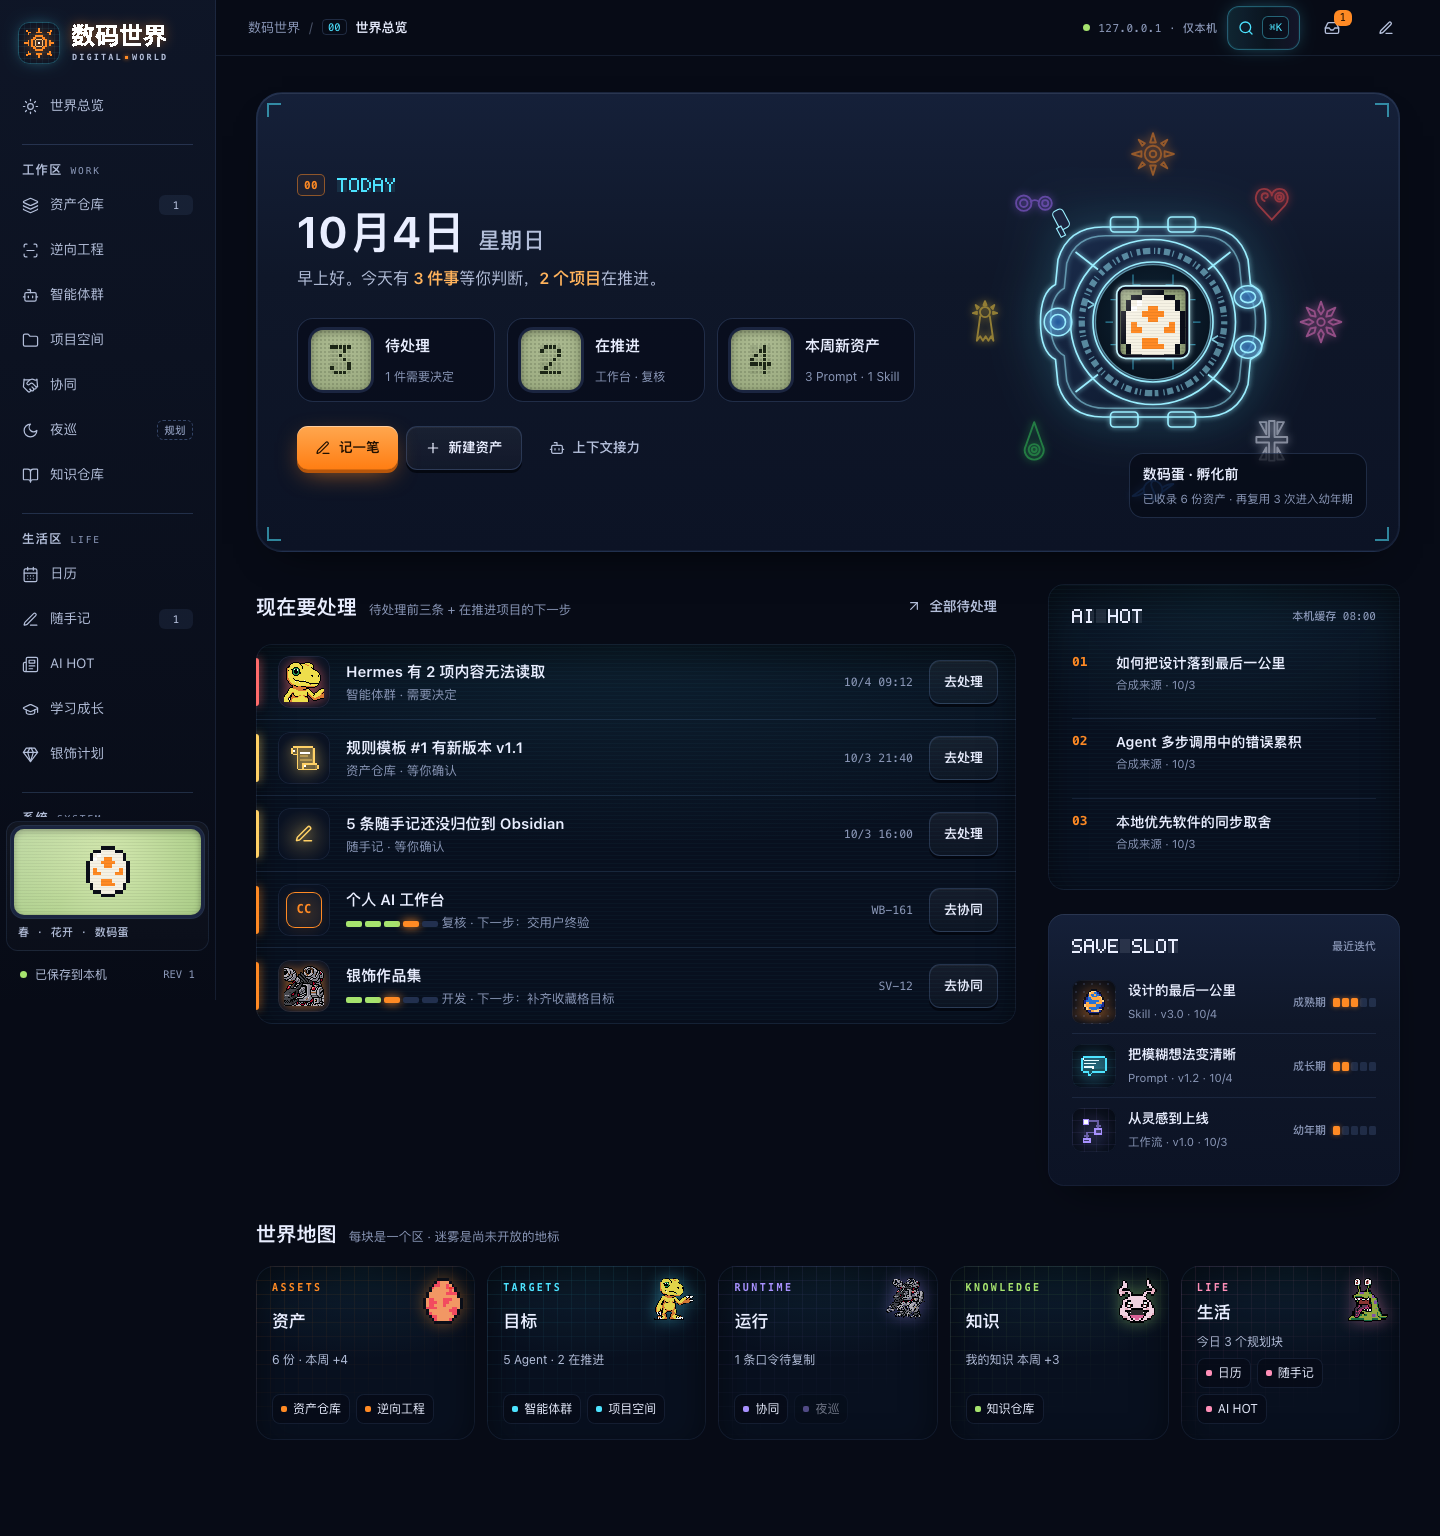 数码世界
DIGITAL WORLD
世界总览
工作区 WORK
资产仓库 1
逆向工程
智能体群
项目空间
协同
夜巡 规划
知识仓库
生活区 LIFE
日历
随手记 1
AI HOT
学习成长
银饰计划
系统 SYSTEM
春 · 花开 · 数码蛋
已保存到本机 REV 1
数码世界 / 00 世界总览
127.0.0.1 · 仅本机
⌘K
1
00 TODAY
10月4日 星期日
早上好。今天有 3 件事等你判断，2 个项目在推进。
3 待处理
1 件需要决定
2 在推进
工作台 · 复核
4 本周新资产
3 Prompt · 1 Skill
记一笔
新建资产
上下文接力
数码蛋 · 孵化前
已收录 6 份资产 · 再复用 3 次进入幼年期
现在要处理 待处理前三条 + 在推进项目的下一步
全部待处理
Hermes 有 2 项内容无法读取
智能体群 · 需要决定
10/4 09:12
去处理
规则模板 #1 有新版本 v1.1
资产仓库 · 等你确认
10/3 21:40
去处理
5 条随手记还没归位到 Obsidian
随手记 · 等你确认
10/3 16:00
去处理
CC
个人 AI 工作台
复核 · 下一步：交用户终验
WB-161
去协同
银饰作品集
开发 · 下一步：补齐收藏格目标
SV-12
去协同
AI HOT
本机缓存 08:00
01 如何把设计落到最后一公里
合成来源 · 10/3
02 Agent 多步调用中的错误累积
合成来源 · 10/3
03 本地优先软件的同步取舍
合成来源 · 10/3
SAVE SLOT
最近迭代
设计的最后一公里
Skill · v3.0 · 10/4
成熟期
把模糊想法变清晰
Prompt · v1.2 · 10/4
成长期
从灵感到上线
工作流 · v1.0 · 10/3
幼年期
世界地图 每块是一个区 · 迷雾是尚未开放的地标
ASSETS
资产
6 份 · 本周 +4
资产仓库
逆向工程
TARGETS
目标
5 Agent · 2 在推进
智能体群
项目空间
RUNTIME
运行
1 条口令待复制
协同
夜巡
KNOWLEDGE
知识
我的知识 本周 +3
知识仓库
LIFE
生活
今日 3 个规划块
日历
随手记
AI HOT